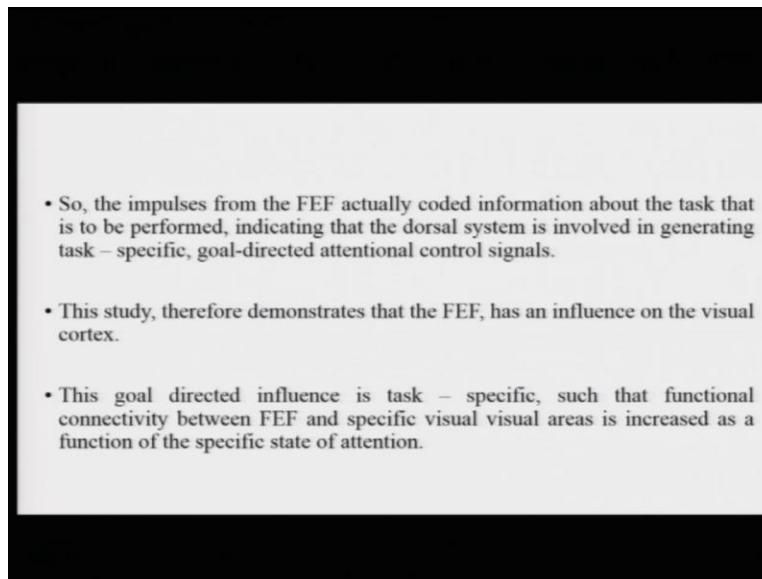 • So, the impulses from the FEF actually coded information about the task that
is to be performed, indicating that the dorsal system is involved in generating
task – specific, goal-directed attentional control signals.
• This study, therefore demonstrates that the FEF, has an influence on the visual
cortex.
• This goal directed influence is task – specific, such that functional
connectivity between FEF and specific visual visual areas is increased as a
function of the specific state of attention.